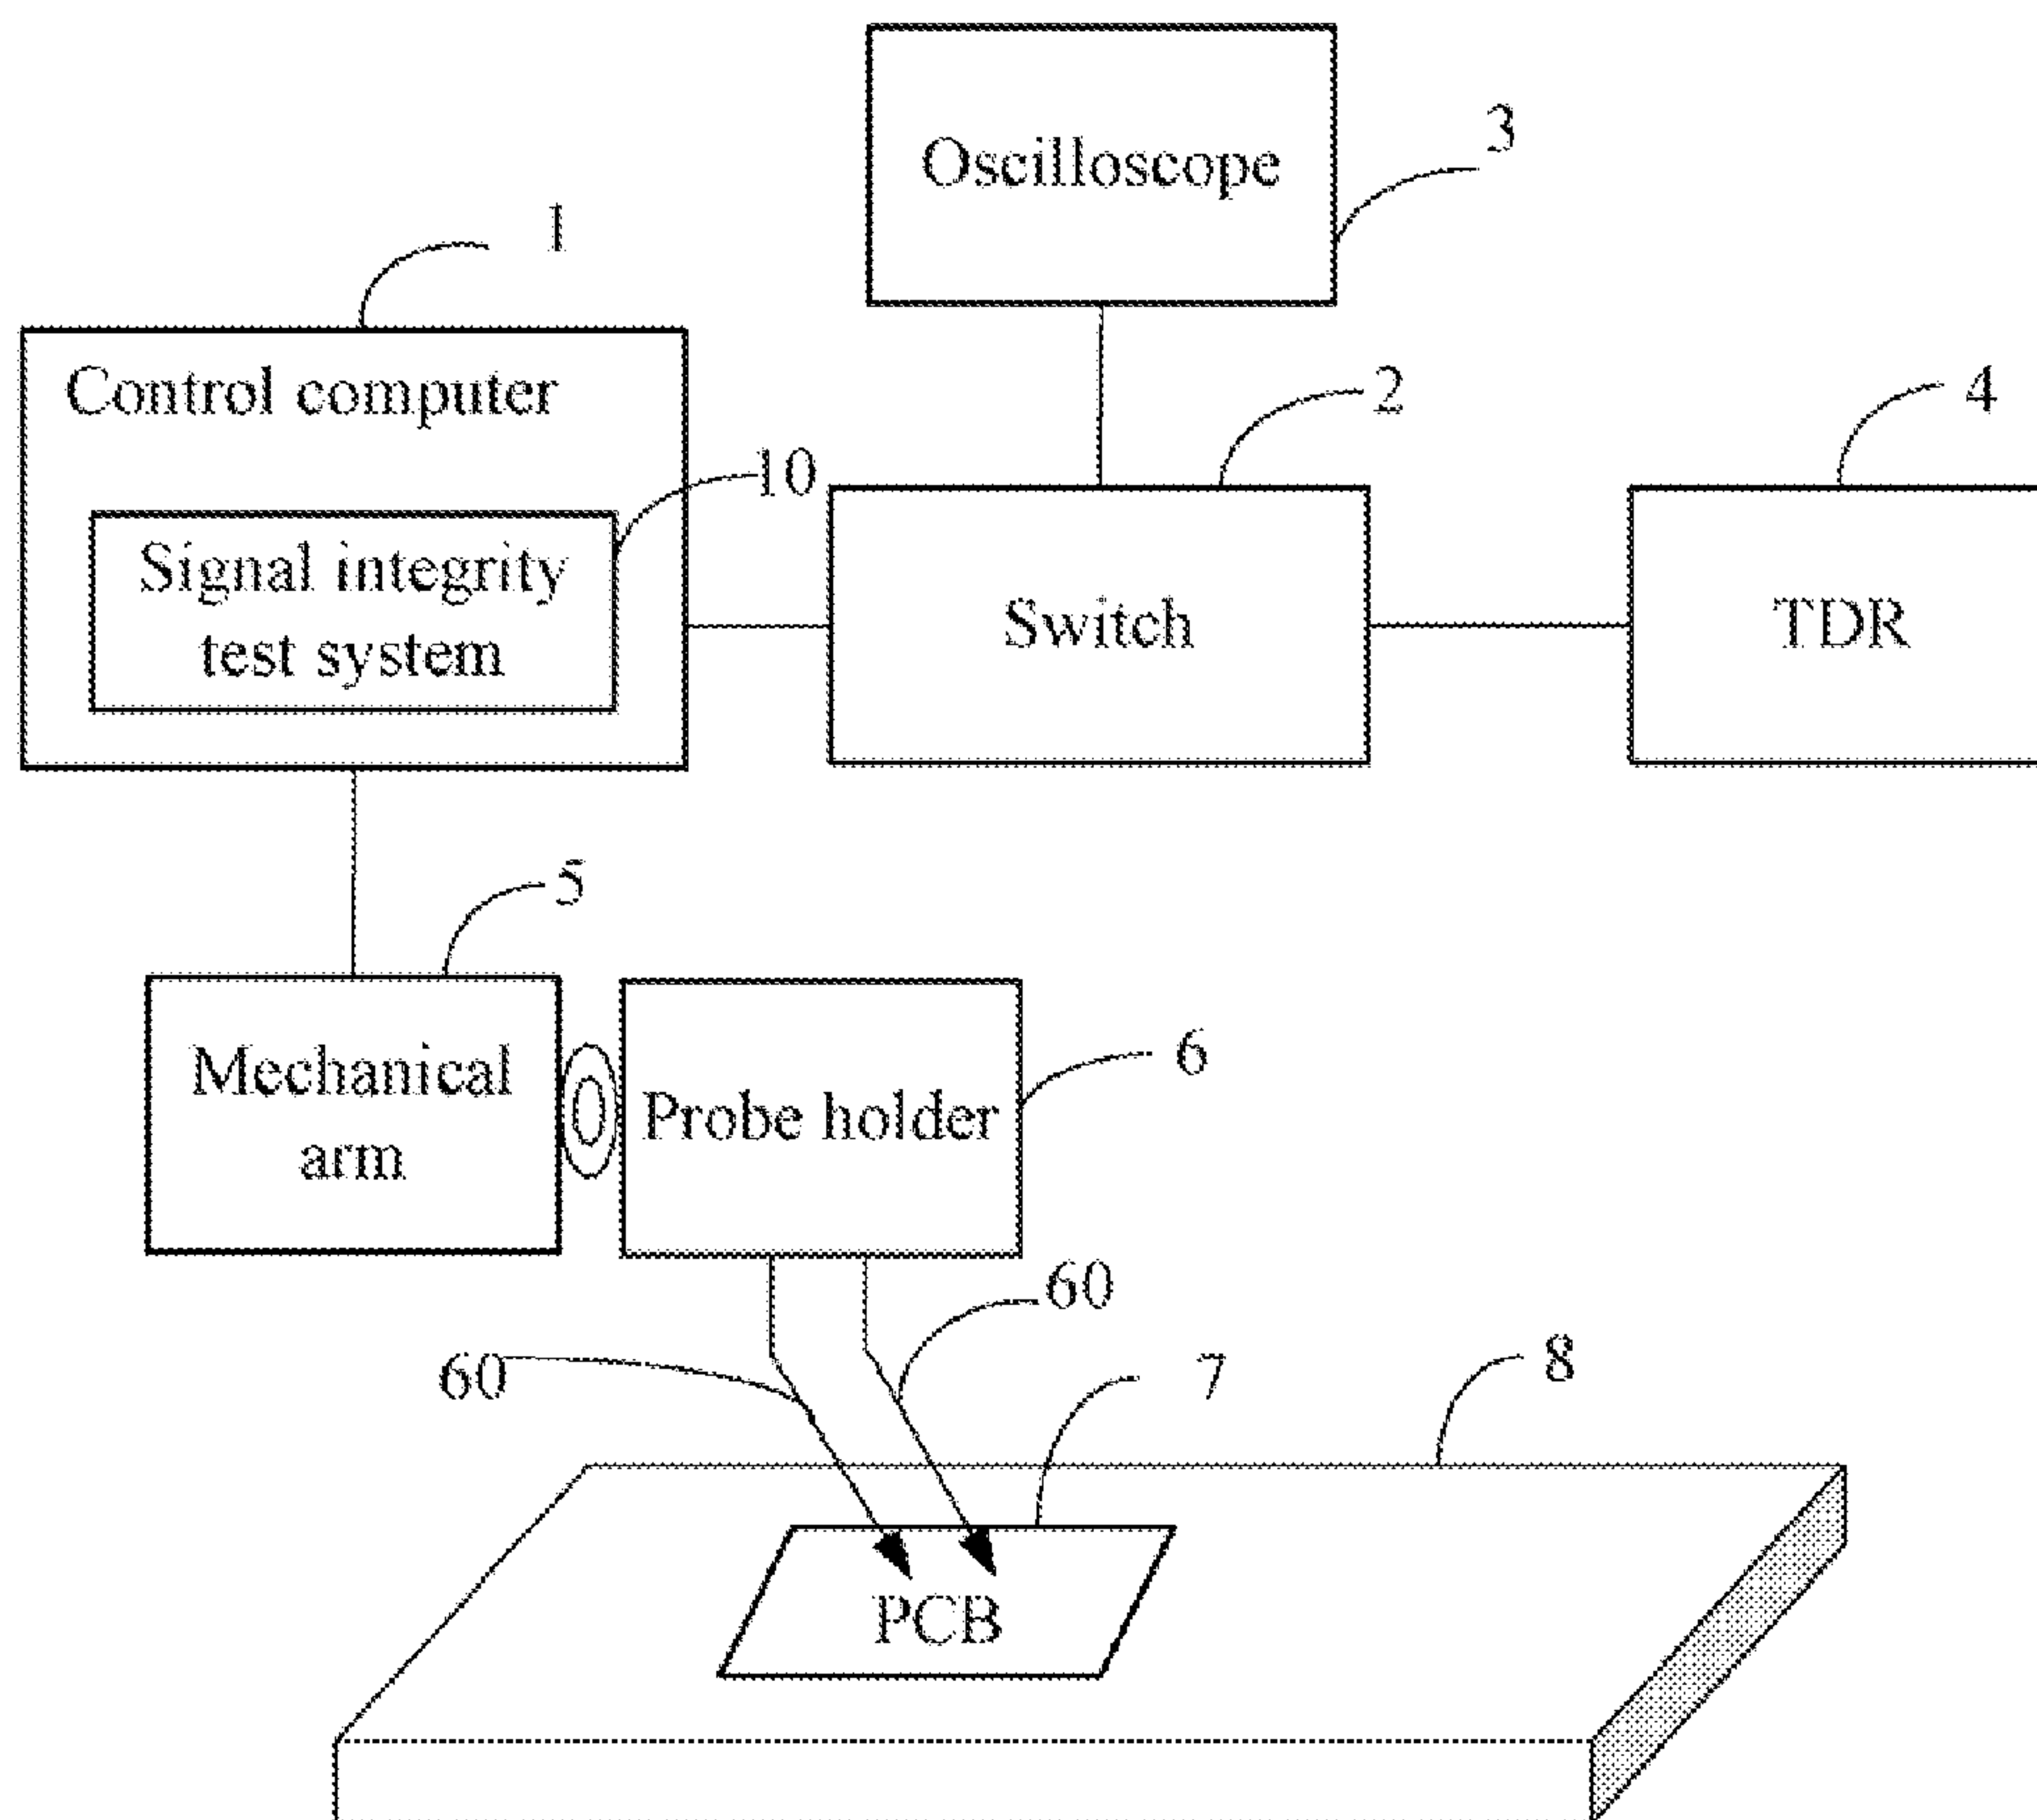 Oscilloscope
3
1
Control computer
2
4
10
Signal integrity
test system
Switch
TDR
5
Mechanical
arm
Probe holder
6
60
60
7
8
PCB